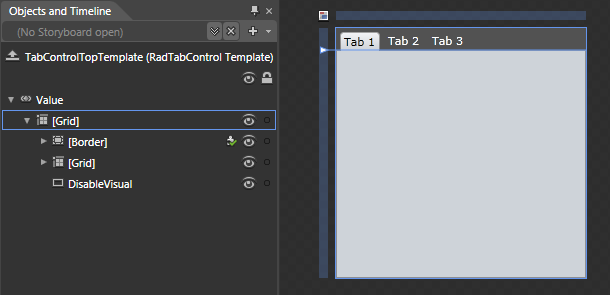 Objects and Timeline
(No Storyboard open)
TabControlTopTemplate (RadTabControl Template)
Value
[Grid]
[Border]
[Grid]
DisableVisual
Tab 1 Tab 2 Tab 3